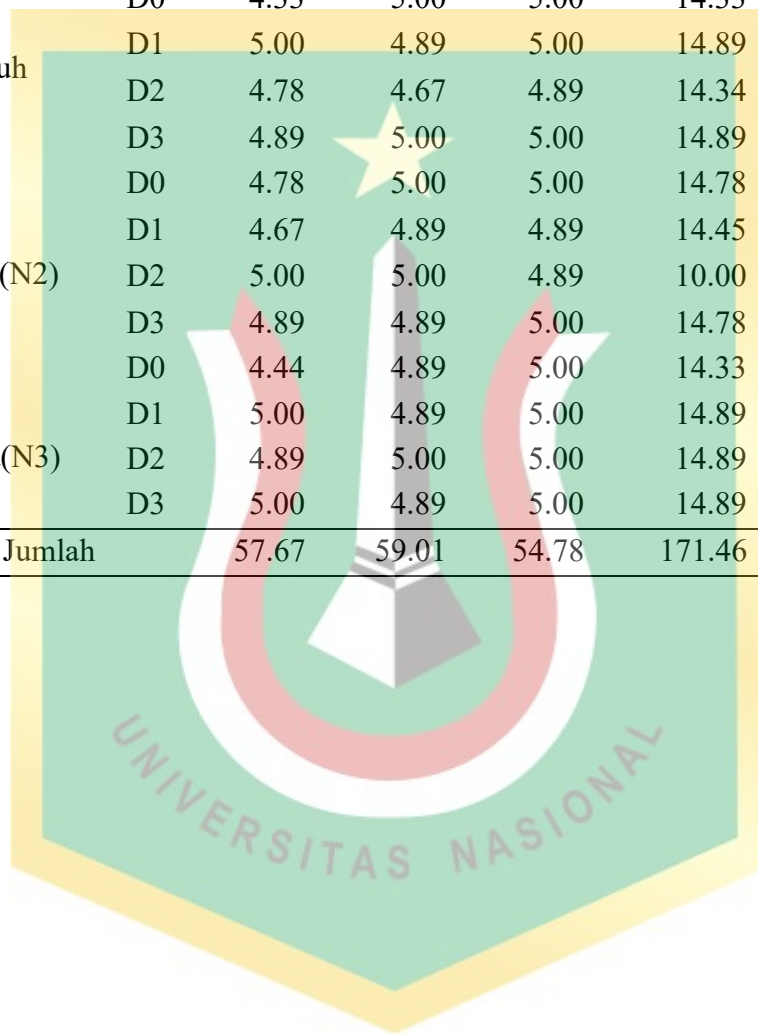 D1 5.00 4.89 5.00 14.89
uh
D2 4.78 4.67 4.89 14.34
D3 4.89 5.00 5.00 14.89
D0 4.78 5.00 5.00 14.78
D1 4.67 4.89 4.89 14.45
(N2) D2 5.00 5.00 4.89 10.00
D3 4.89 4.89 5.00 14.78
D0 4.44 4.89 5.00 14.33
D1 5.00 4.89 5.00 14.89
(N3) D2 4.89 5.00 5.00 14.89
D3 5.00 4.89 5.00 14.89
Jumlah 57.67 59.01 54.78 171.46
UNIVERSITAS NASIONAL